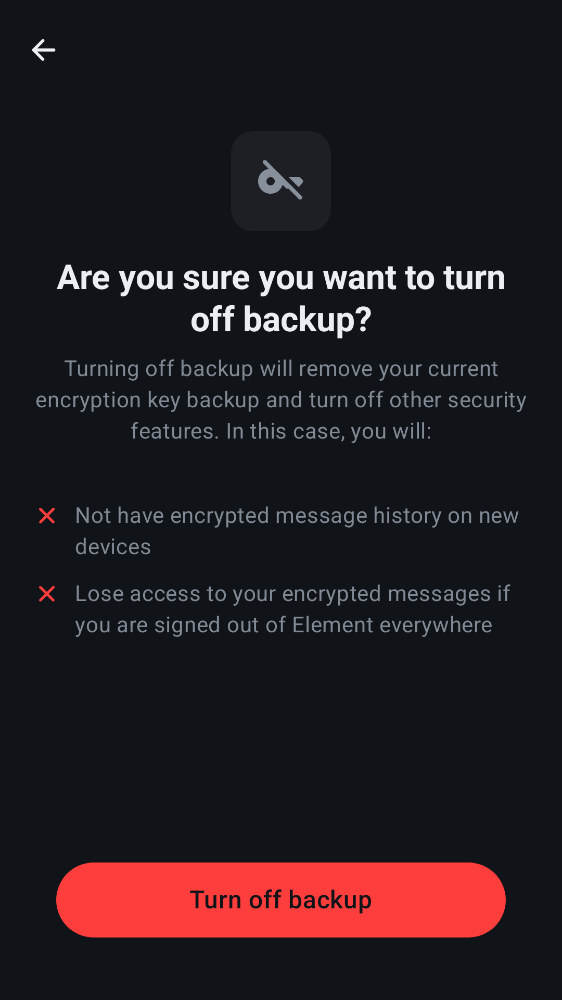 Are you sure you want to turn
off backup?
Turning off backup will remove your current
encryption key backup and turn off other security
features. In this case, you will:
Not have encrypted message history on new
devices
Lose access to your encrypted messages if
you are signed out of Element everywhere
Turn off backup